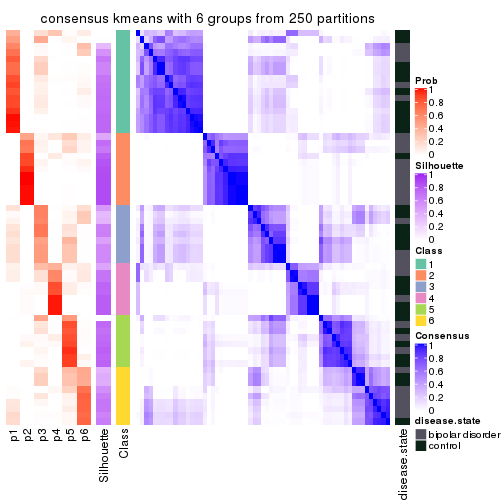 consensus kmeans with 6 groups from 250 partitions
Prob
1
0.8
0.6
0.4
0.2
0
Silhouette
1
0.8
0.6
0.4
0.2
0
Class
1
2
3
4
5
6
Consensus
1
0.8
0.6
0.4
0.2
0
disease.state
bipolar disorder
control
p1
p2
p3
p4
p5
p6
Silhouette
Class
disease.state